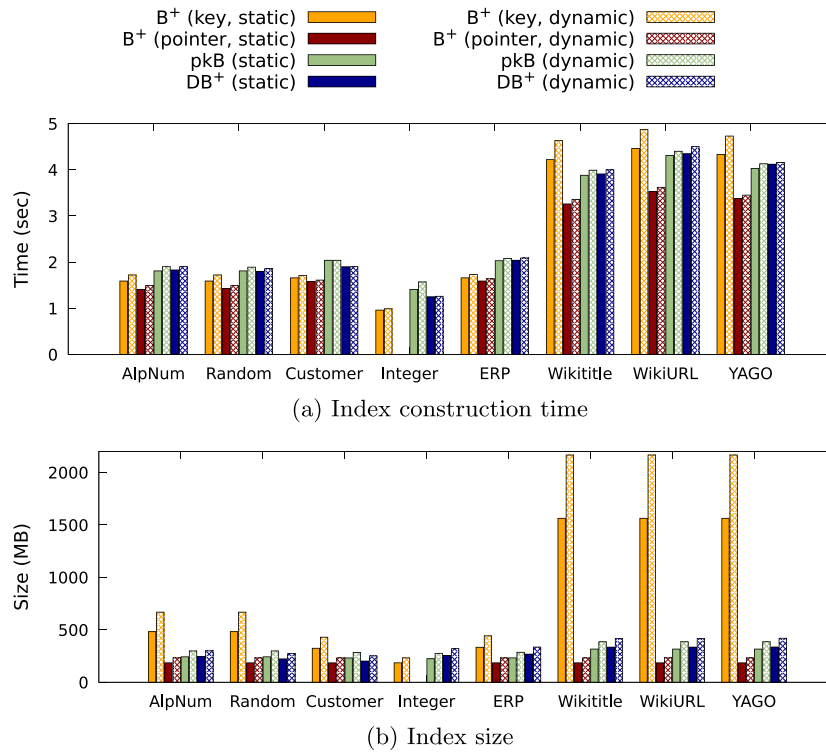 B⁺ (key, static) B⁺ (key, dynamic)
B⁺ (pointer, static) B⁺ (pointer, dynamic)
pkB (static) pkB (dynamic)
DB⁺ (static) DB⁺ (dynamic)
5
4
3
2
1
0
Time (sec)
AlpNum Random Customer Integer ERP Wikititle WikiURL YAGO
(a) Index construction time
2000
1500
1000
500
0
Size (MB)
AlpNum Random Customer Integer ERP Wikititle WikiURL YAGO
(b) Index size